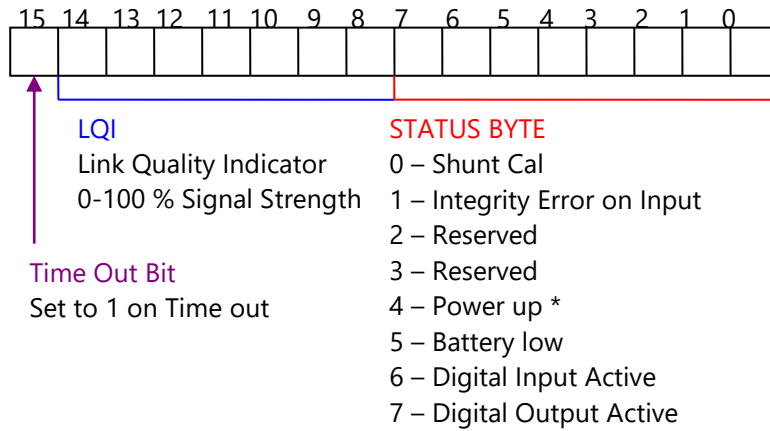 15 14 13 12 11 10 9 8 7 6 5 4 3 2 1 0
LQI
Link Quality Indicator
0-100 % Signal Strength
Time Out Bit
Set to 1 on Time out
STATUS BYTE
0 – Shunt Cal
1 – Integrity Error on Input
2 – Reserved
3 – Reserved
4 – Power up *
5 – Battery low
6 – Digital Input Active
7 – Digital Output Active